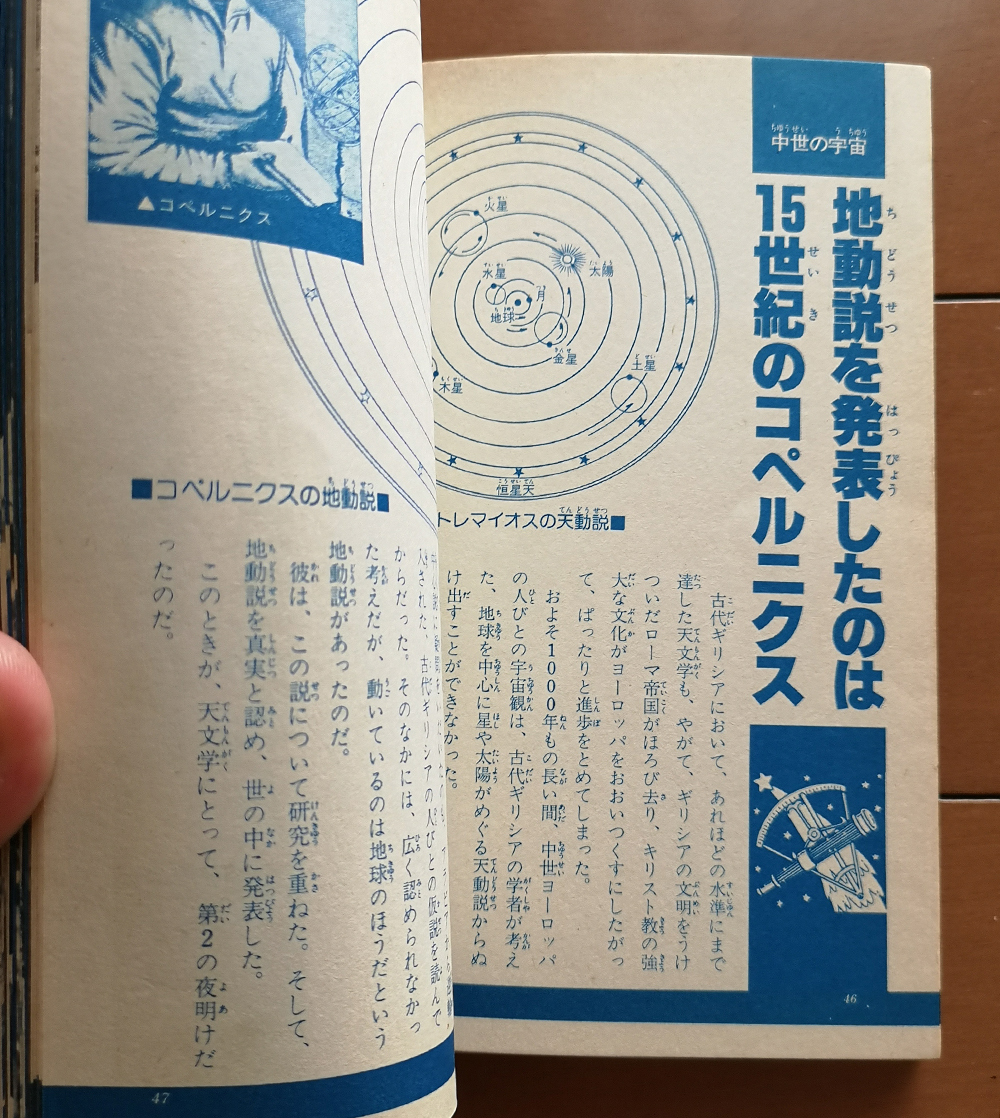 中世の宇宙
地動説を発表したのは
15世紀のコペルニクス
火星
水星
太陽
月
地球
金星
土星
木星
恒星天
トレマイオスの天動説■
古代ギリシアにおいて、あれほどの水準にまで
達した天文学も、やがて、ギリシアの文明をうけ
ついだローマ帝国がほろび去り、キリスト教の強
大な文化がヨーロッパをおおいつくすにしたがっ
て、ぱったりと進歩をとめてしまった。
およそ1000年もの長い間、中世ヨーロッパ
の人びとの宇宙観は、古代ギリシアの学者が考え
た、地球を中心に星や太陽がめぐる天動説からぬ
け出すことができなかった。
46
▲コペルニクス
■コペルニクスの地動説■
古代ギリシアの人びとの仮説を読んで
からだった。そのなかには、広く認められなかっ
た考えだが、動いているのは地球のほうだという
地動説があったのだ。
彼は、この説について研究を重ねた。そして、
地動説を真実と認め、世の中に発表した。
このときが、天文学にとって、第2の夜明けだ
ったのだ。
47